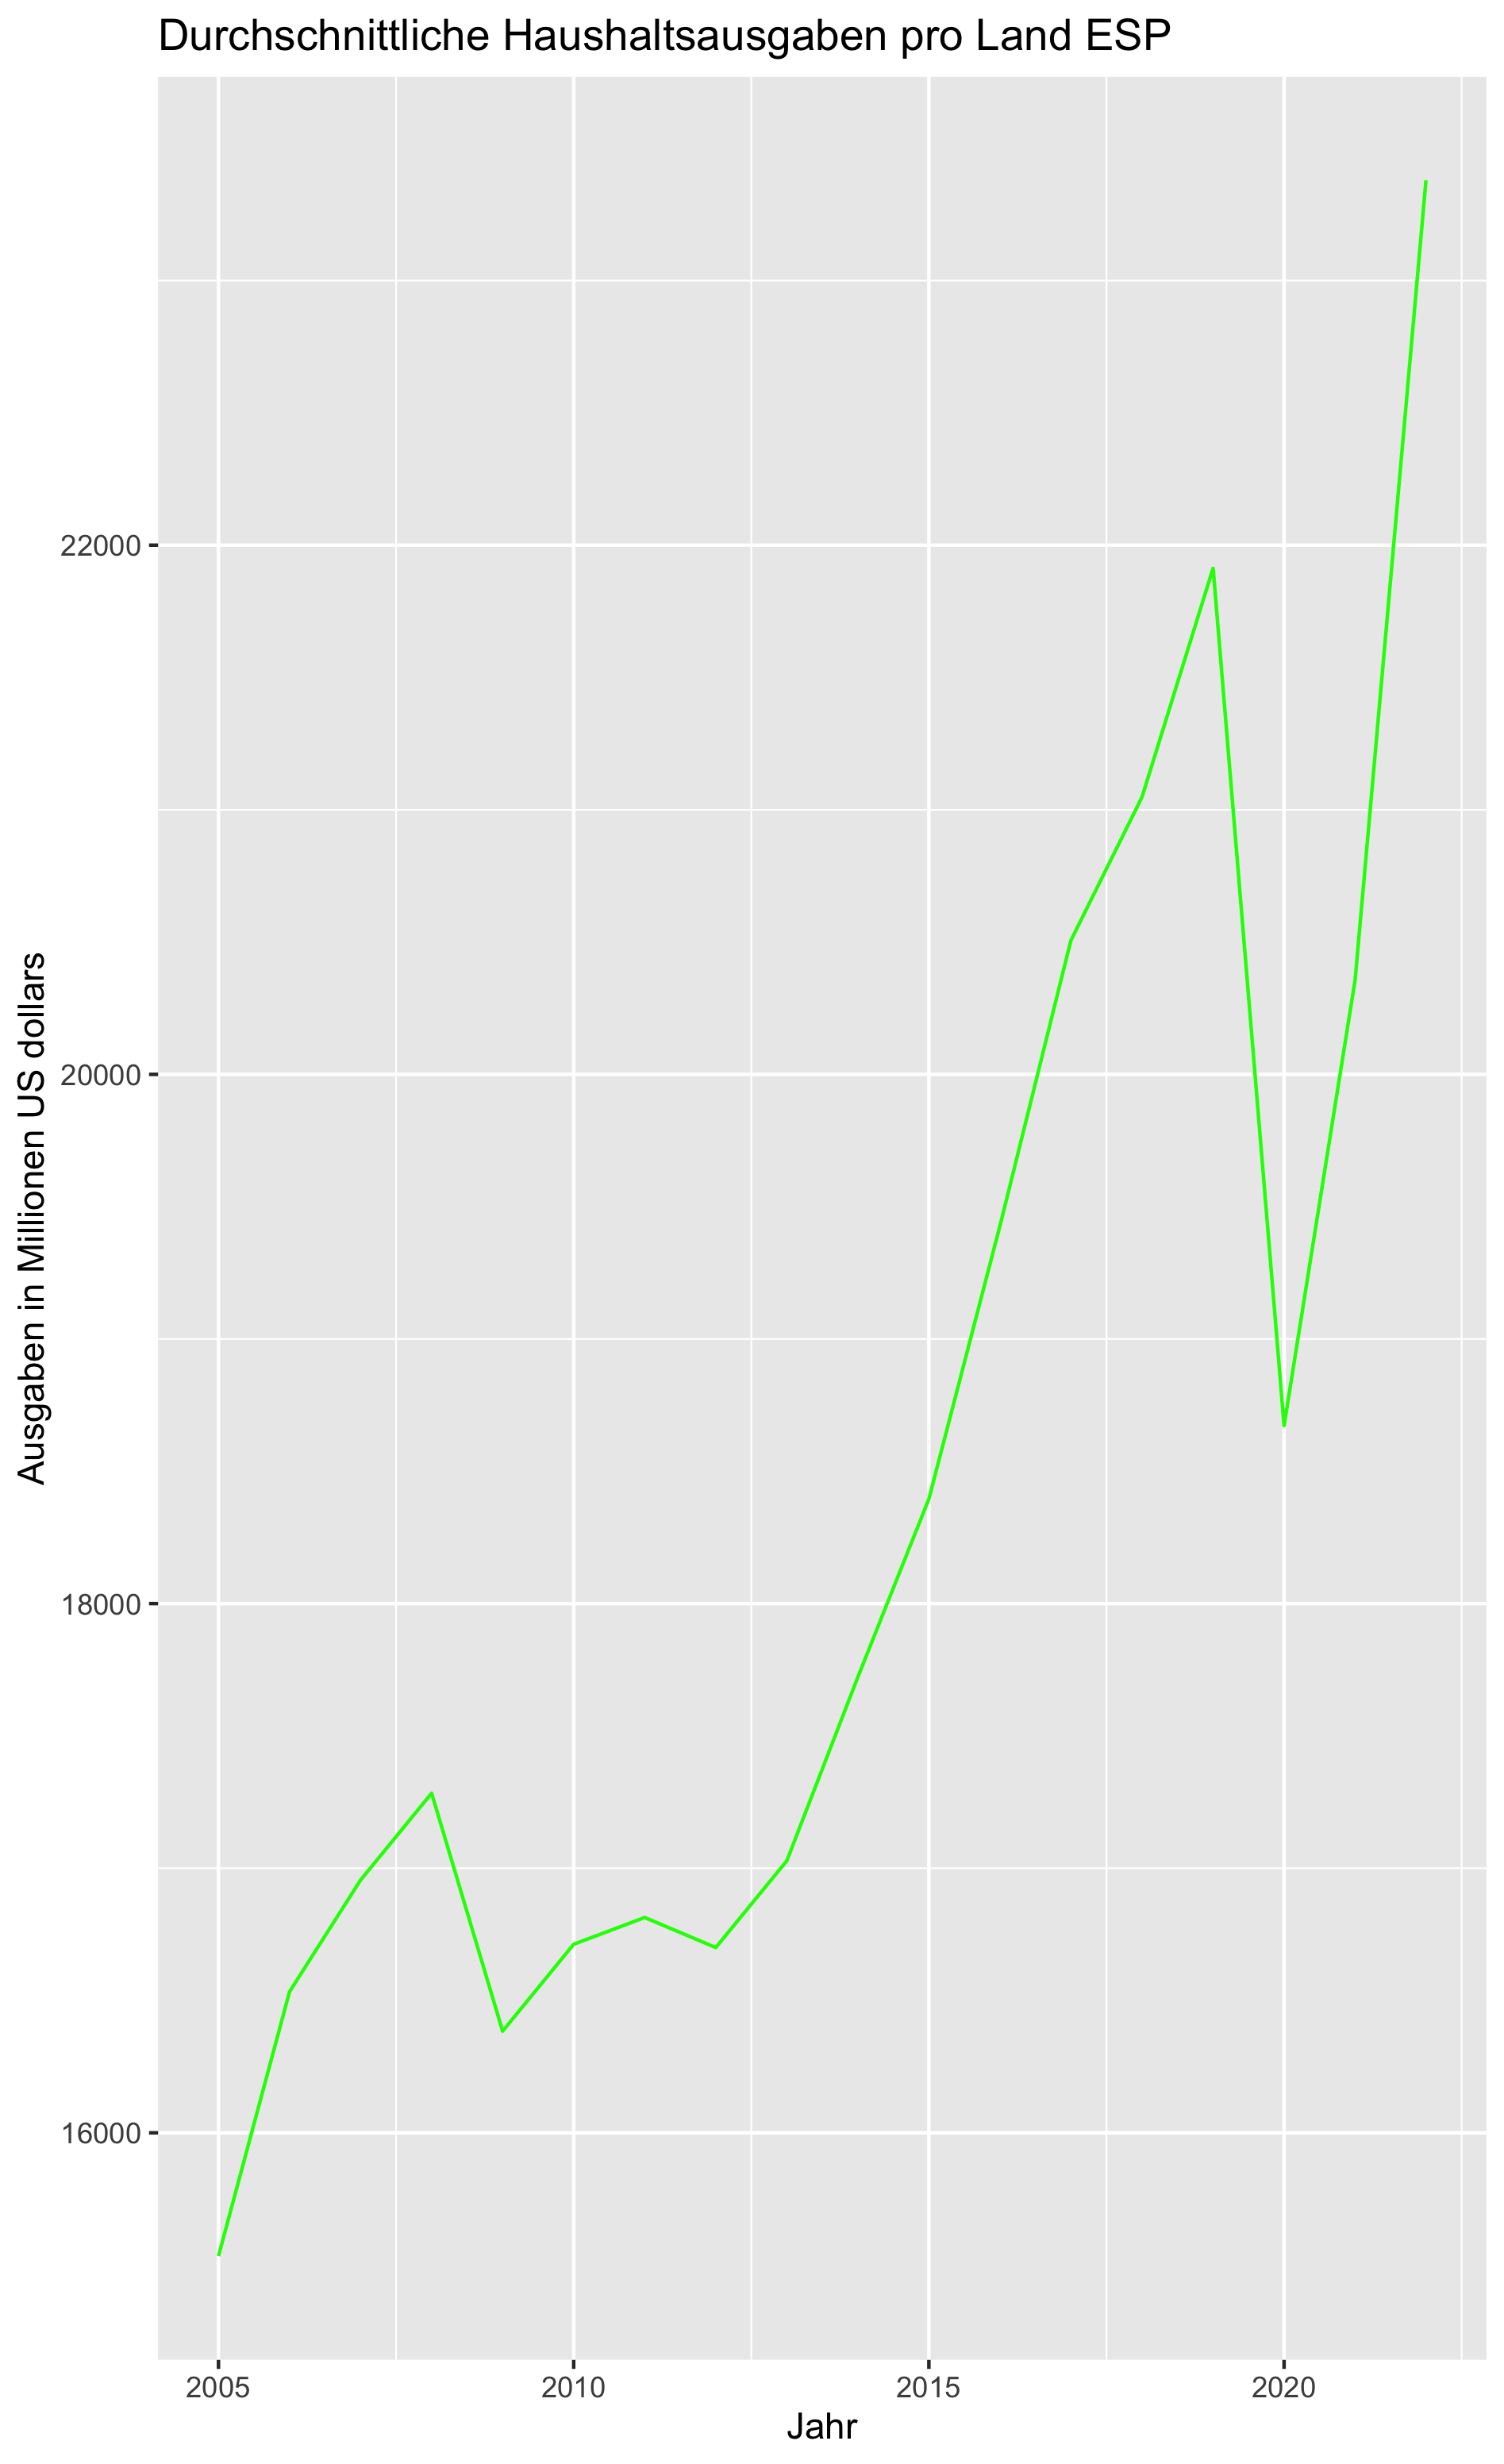 Durchschnittliche Haushaltsausgaben pro Land ESP
Ausgaben in Millionen US dollars
22000
20000
18000
16000
2005
2010
2015
2020
Jahr